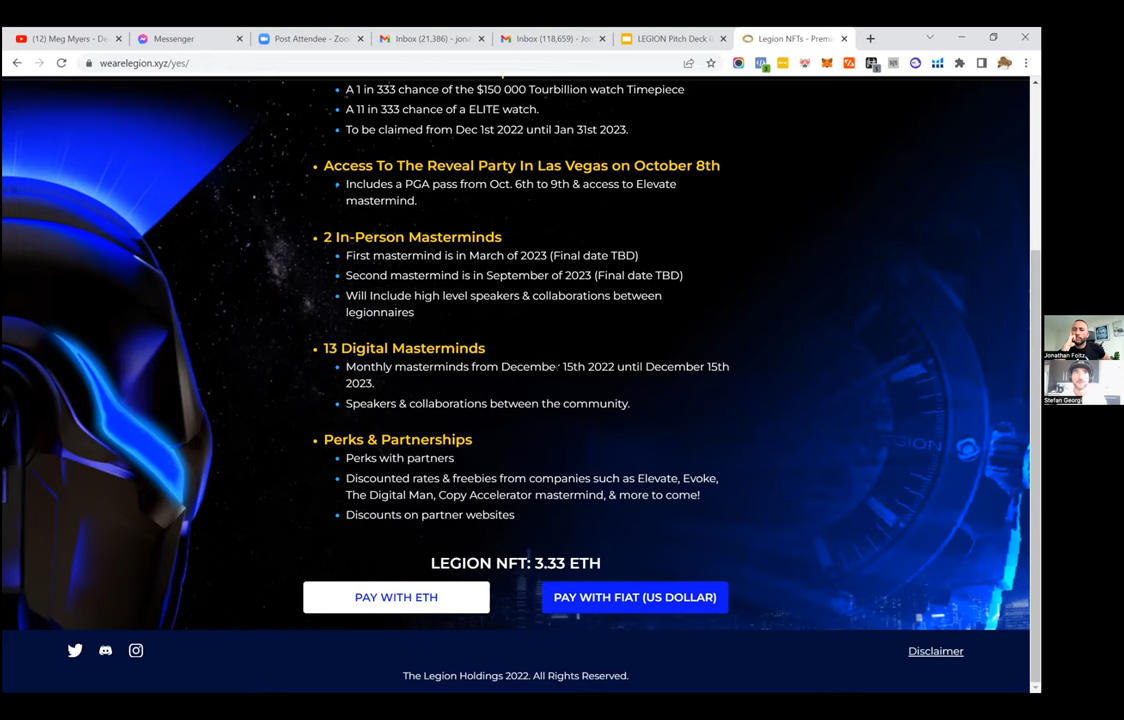 (12) Meg Myers - De
Messenger
Post Attendee - Zoo
Inbox (21,386) - jona
Inbox (118,659) - Jo
LEGION Pitch Deck
Legion NFTs - Premi
wearelegion.xyz/yes/
A 1 in 333 chance of the $150 000 Tourbillion watch Timepiece
A 11 in 333 chance of a ELITE watch.
To be claimed from Dec 1st 2022 until Jan 31st 2023.
Access To The Reveal Party In Las Vegas on October 8th
Includes a PGA pass from Oct. 6th to 9th & access to Elevate
mastermind.
2 In-Person Masterminds
First mastermind is in March of 2023 (Final date TBD)
Second mastermind is in September of 2023 (Final date TBD)
Will Include high level speakers & collaborations between
legionnaires
13 Digital Masterminds
Monthly masterminds from December 15th 2022 until December 15th
2023.
Speakers & collaborations between the community.
Perks & Partnerships
Perks with partners
Discounted rates & freebies from companies such as Elevate, Evoke,
The Digital Man, Copy Accelerator mastermind, & more to come!
Discounts on partner websites
LEGION NFT: 3.33 ETH
PAY WITH ETH
PAY WITH FIAT (US DOLLAR)
Disclaimer
The Legion Holdings 2022. All Rights Reserved.
Jonathan Foltz
Stefan Georgi
LEGION